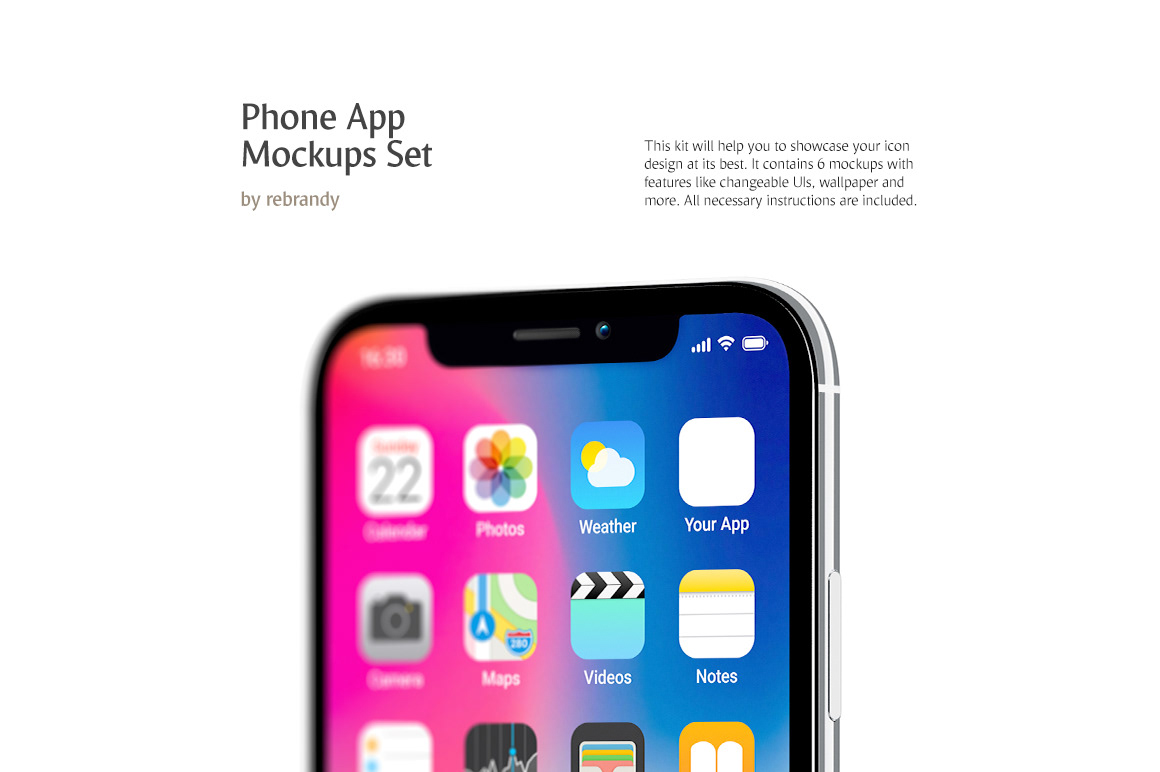 Phone App
Mockups Set
by rebrandy
This kit will help you to showcase your icon
design at its best. It contains 6 mockups with
features like changeable UIs, wallpaper and
more. All necessary instructions are included.
16.30
Sunday
22
Calendar
Photos
Weather
Your App
280
Camera
Maps
Videos
Notes